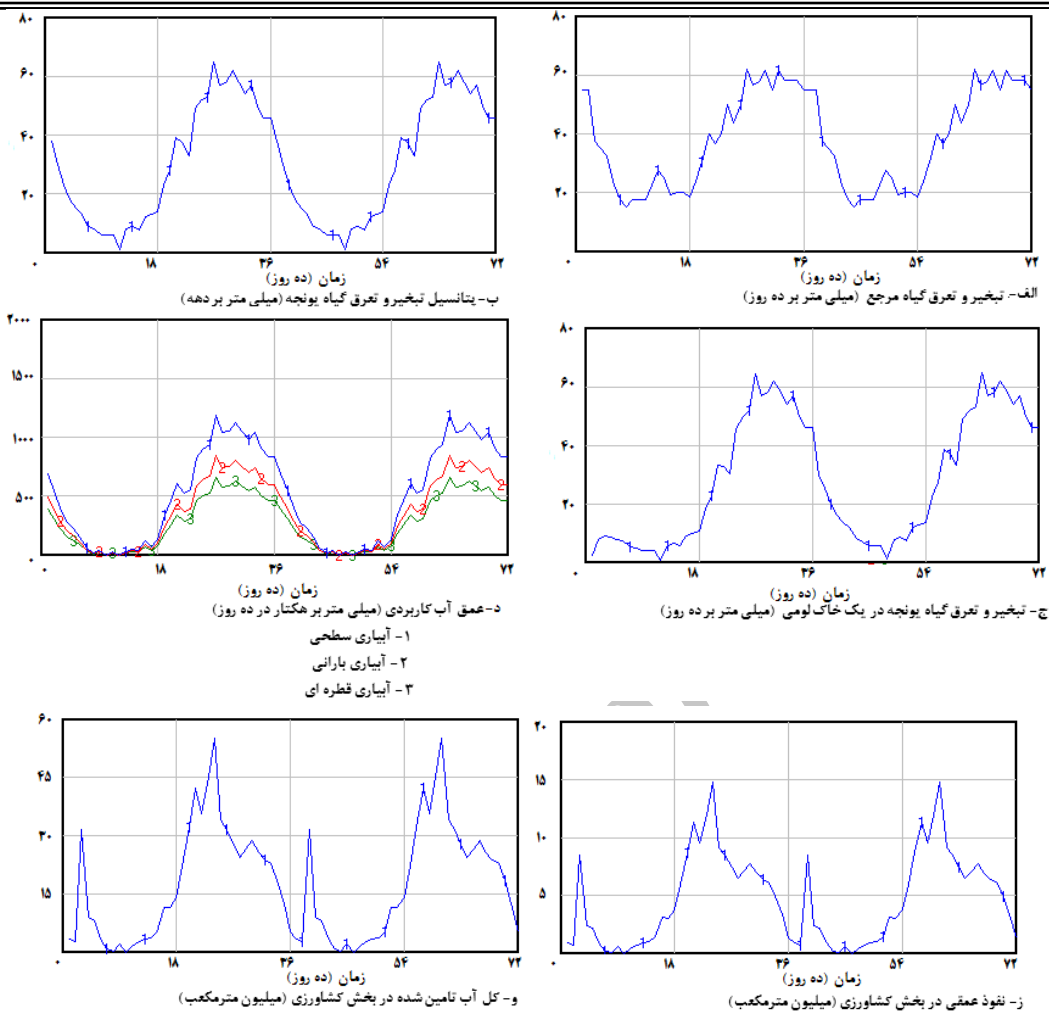 ۸۰
۶۰
۴۰
۲۰
۰ ۱۸ ۳۶ ۵۴ ۷۲
زمان (ده روز)
الف- تبخیر و تعرق گیاه مرجع (میلی متر بر ده روز)
۸۰
۶۰
۴۰
۲۰
۰ ۱۸ ۳۶ ۵۴ ۷۲
زمان (ده روز)
ب- پتانسیل تبخیر و تعرق گیاه یونجه (میلی متر بر دهه)
۸۰
۶۰
۴۰
۲۰
۰ ۱۸ ۳۶ ۵۴ ۷۲
زمان (ده روز)
ج- تبخیر و تعرق گیاه یونجه در یک خاک لومی (میلی متر بر ده روز)
۲۰۰۰
۱۵۰۰
۱۰۰۰
۵۰۰
۰ ۱۸ ۳۶ ۵۴ ۷۲
زمان (ده روز)
د- عمق آب کاربردی (میلی متر بر هکتار در ده روز)
۱- آبیاری سطحی
۲- آبیاری بارانی
۳- آبیاری قطره ای
۲۰
۱۵
۱۰
۵
۰ ۱۸ ۳۶ ۵۴ ۷۲
زمان (ده روز)
ز- نفوذ عمقی در بخش کشاورزی (میلیون مترمکعب)
۶۰
۴۵
۳۰
۱۵
۰ ۱۸ ۳۶ ۵۴ ۷۲
زمان (ده روز)
و- کل آب تامین شده در بخش کشاورزی (میلیون مترمکعب)